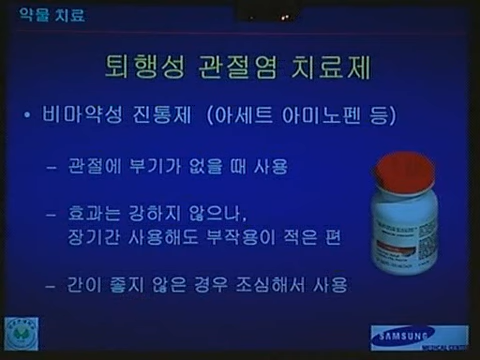 약물 치료
퇴행성 관절염 치료제
• 비마약성 진통제 (아세트 아미노펜 등)
– 관절에 부기가 없을 때 사용
– 효과는 강하지 않으나,
장기간 사용해도 부작용이 적은 편
– 간이 좋지 않은 경우 조심해서 사용
SAMSUNG
MEDICAL CENTER